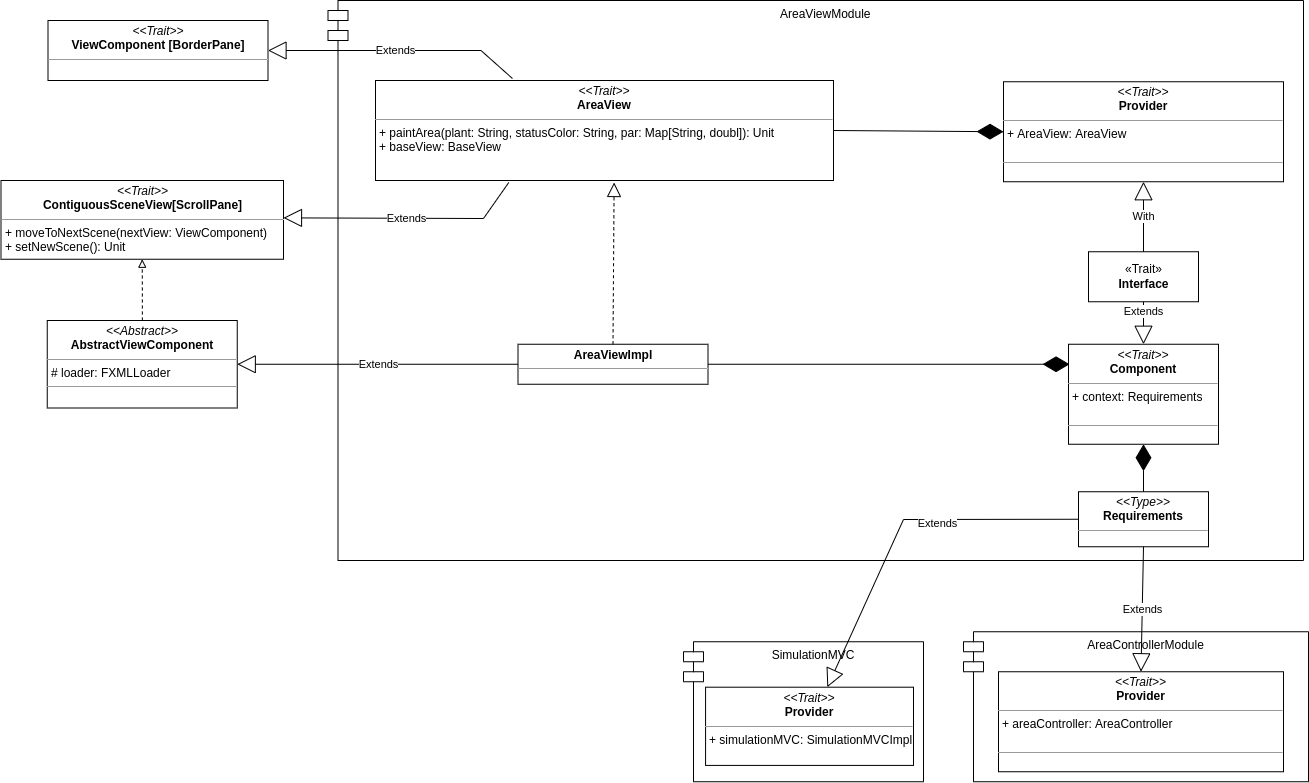 AreaViewModule
<<Trait>>
ViewComponent [BorderPane]
Extends
<<Trait>>
AreaView
+ paintArea(plant: String, statusColor: String, par: Map[String, doubl]): Unit
+ baseView: BaseView
<<Trait>>
Provider
+ AreaView: AreaView
<<Trait>>
ContiguousSceneView[ScrollPane]
+ moveToNextScene(nextView: ViewComponent)
+ setNewScene(): Unit
Extends
With
«Trait»
Interface
Extends
<<Abstract>>
AbstractViewComponent
# loader: FXMLLoader
Extends
AreaViewImpl
<<Trait>>
Component
+ context: Requirements
<<Type>>
Requirements
Extends
Extends
SimulationMVC
<<Trait>>
Provider
+ simulationMVC: SimulationMVCImpl
AreaControllerModule
<<Trait>>
Provider
+ areaController: AreaController